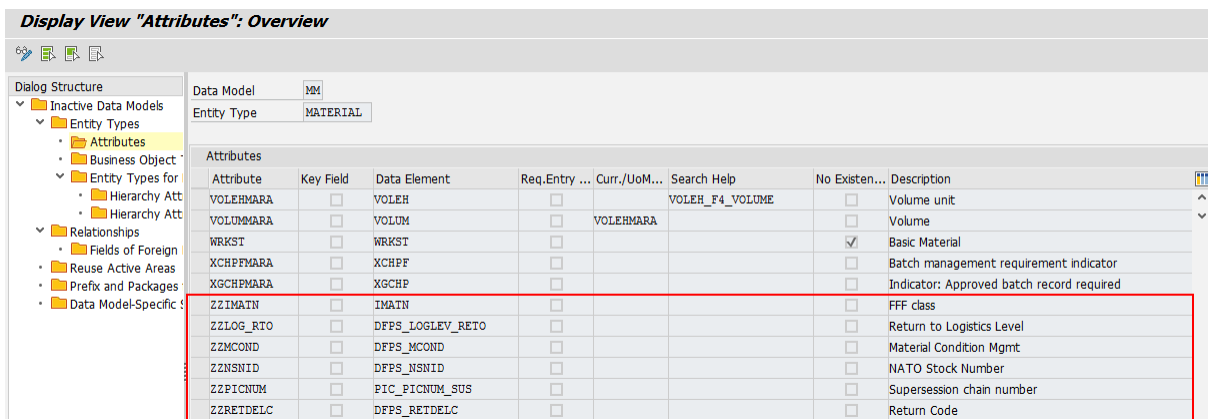 Display View "Attributes": Overview
Dialog Structure
Inactive Data Models
Entity Types
Attributes
Business Object
Entity Types for
Hierarchy Att
Hierarchy Att
Relationships
Fields of Foreign
Reuse Active Areas
Prefix and Packages
Data Model-Specific S
Data Model MM
Entity Type MATERIAL
Attributes
Attribute Key Field Data Element Req.Entry ... Curr./UoM... Search Help No Existen... Description
VOLEHMARA VOLEH VOLEH_F4_VOLUME Volume unit
VOLUMMARA VOLUM VOLEHMARA Volume
WRKST WRKST Basic Material
XCHPFMARA XCHPF Batch management requirement indicator
XGCHPMARA XGCHP Indicator: Approved batch record required
ZZIMATN IMATN FFF class
ZZLOG_RTO DFPS_LOGLEV_RETO Return to Logistics Level
ZZMCOND DFPS_MCOND Material Condition Mgmt
ZZNSNID DFPS_NSNID NATO Stock Number
ZZPICNUM PIC_PICNUM_SUS Supersession chain number
ZZRETDELC DFPS_RETDELC Return Code